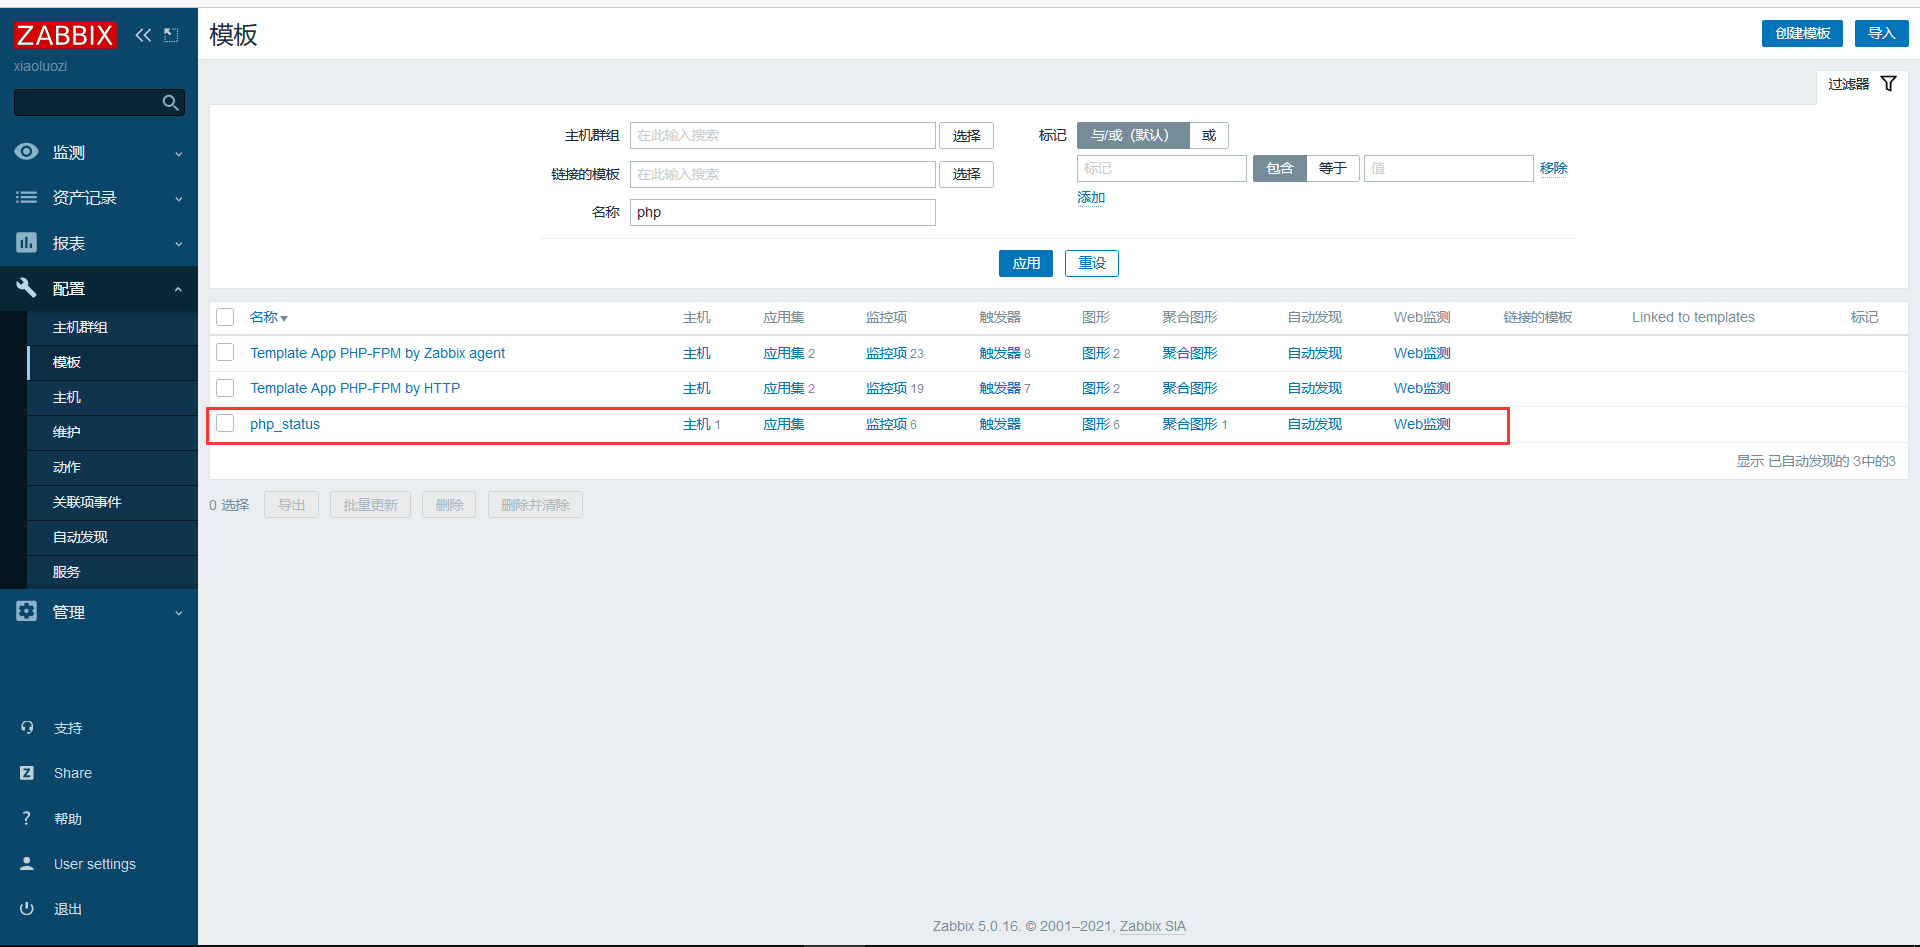 ZABBIX
xiaoluozi
监测
资产记录
报表
配置
主机群组
模板
主机
维护
动作
关联项事件
自动发现
服务
管理
支持
Share
帮助
User settings
退出
模板
创建模板 导入
过滤器
主机群组 在此输入搜索 选择
链接的模板 在此输入搜索 选择
名称 php
标记 与/或（默认） 或
标记 包含 等于 值 移除
添加
应用 重设
名称 主机 应用集 监控项 触发器 图形 聚合图形 自动发现 Web监测 链接的模板 Linked to templates 标记
Template App PHP-FPM by Zabbix agent 主机 应用集 2 监控项 23 触发器 8 图形 2 聚合图形 自动发现 Web监测
Template App PHP-FPM by HTTP 主机 应用集 2 监控项 19 触发器 7 图形 2 聚合图形 自动发现 Web监测
php_status 主机 1 应用集 监控项 6 触发器 图形 6 聚合图形 1 自动发现 Web监测
显示 已自动发现的 3中的3
0 选择 导出 批量更新 删除 删除并清除
Zabbix 5.0.16. © 2001–2021, Zabbix SIA